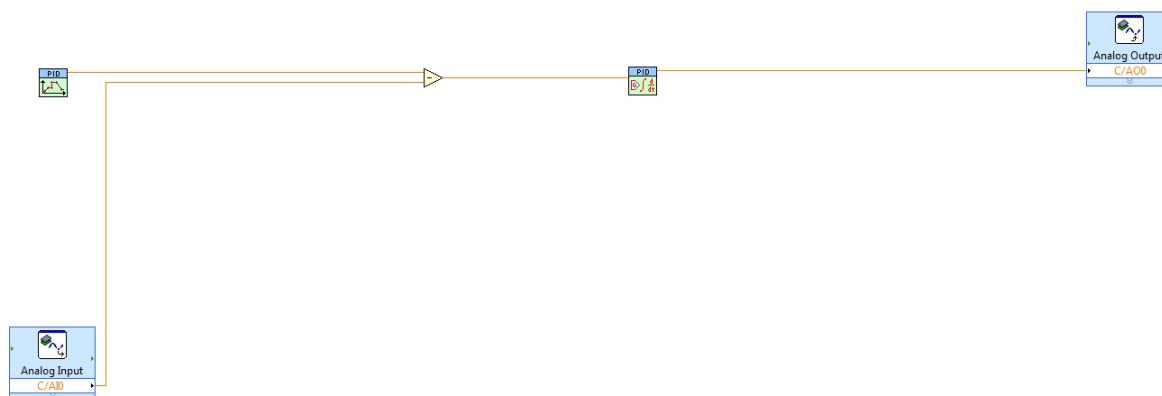 Analog Output
C/AO0
PID
PID
Analog Input
C/AI0